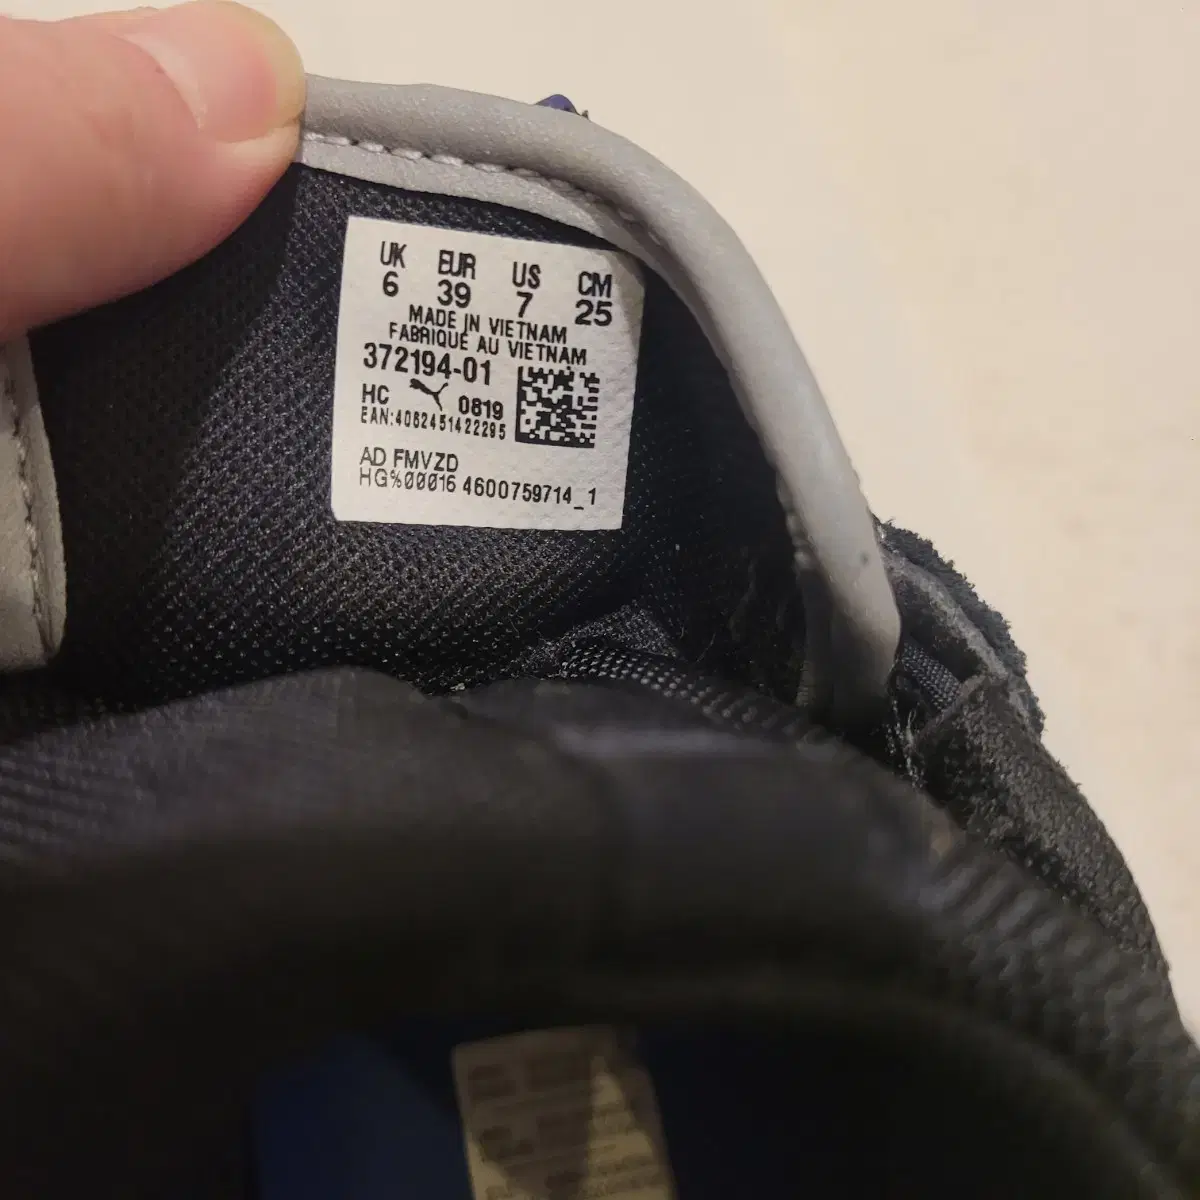 UK EUR US CM
6 39 7 25
MADE IN VIETNAM
FABRIQUÉ AU VIETNAM
372194-01
HC 0819
EAN:4062451422295
AD FMVZD
HG%00016 4600759714_1